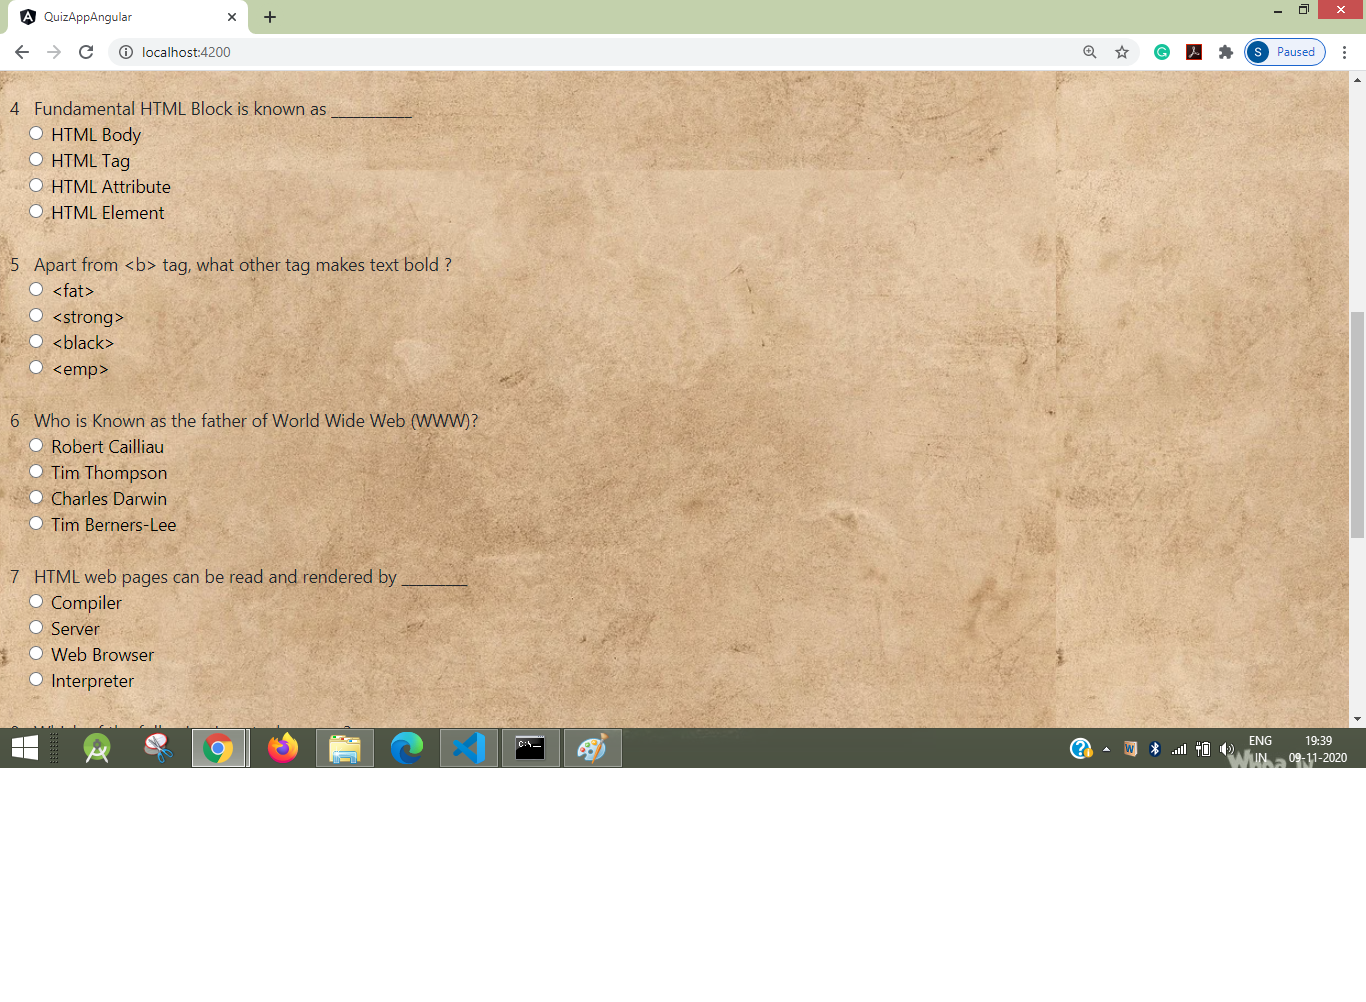 QuizAppAngular
localhost:4200
S Paused
4 Fundamental HTML Block is known as __________
HTML Body
HTML Tag
HTML Attribute
HTML Element
5 Apart from <b> tag, what other tag makes text bold ?
<fat>
<strong>
<black>
<emp>
6 Who is Known as the father of World Wide Web (WWW)?
Robert Cailliau
Tim Thompson
Charles Darwin
Tim Berners-Lee
7 HTML web pages can be read and rendered by ________
Compiler
Server
Web Browser
Interpreter
ENG 19:39
IN 09-11-2020